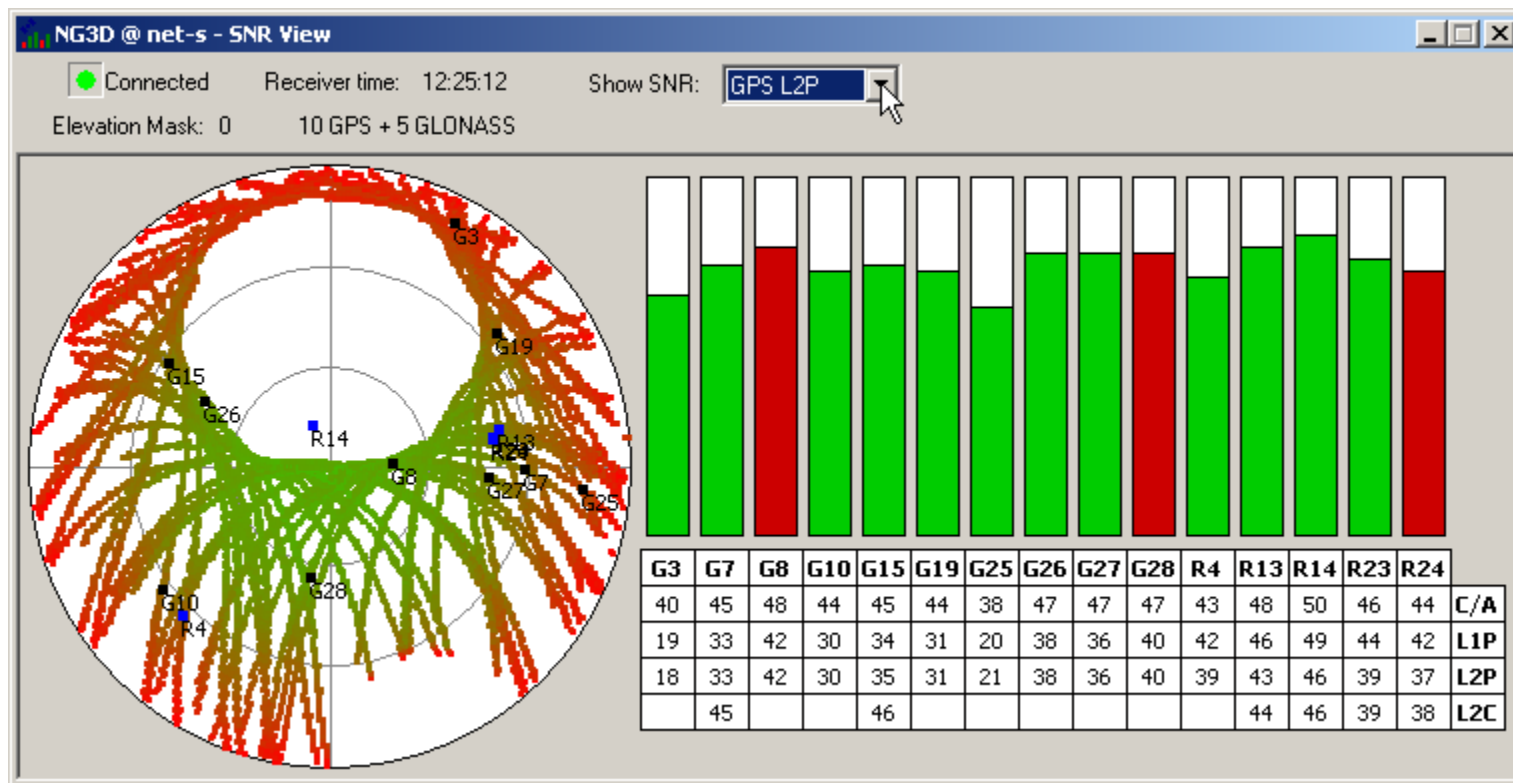 NG3D @ net-s - SNR View
Connected Receiver time: 12:25:12 Show SNR: GPS L2P
Elevation Mask: 0 10 GPS + 5 GLONASS
G3
G19
G15
G26
R14
R13
G8
G27
G7
G25
G28
G10
R4
G3 G7 G8 G10 G15 G19 G25 G26 G27 G28 R4 R13 R14 R23 R24
40 45 48 44 45 44 38 47 47 47 43 48 50 46 44 C/A
19 33 42 30 34 31 20 38 36 40 42 46 49 44 42 L1P
18 33 42 30 35 31 21 38 36 40 39 43 46 39 37 L2P
45 46 44 46 39 38 L2C